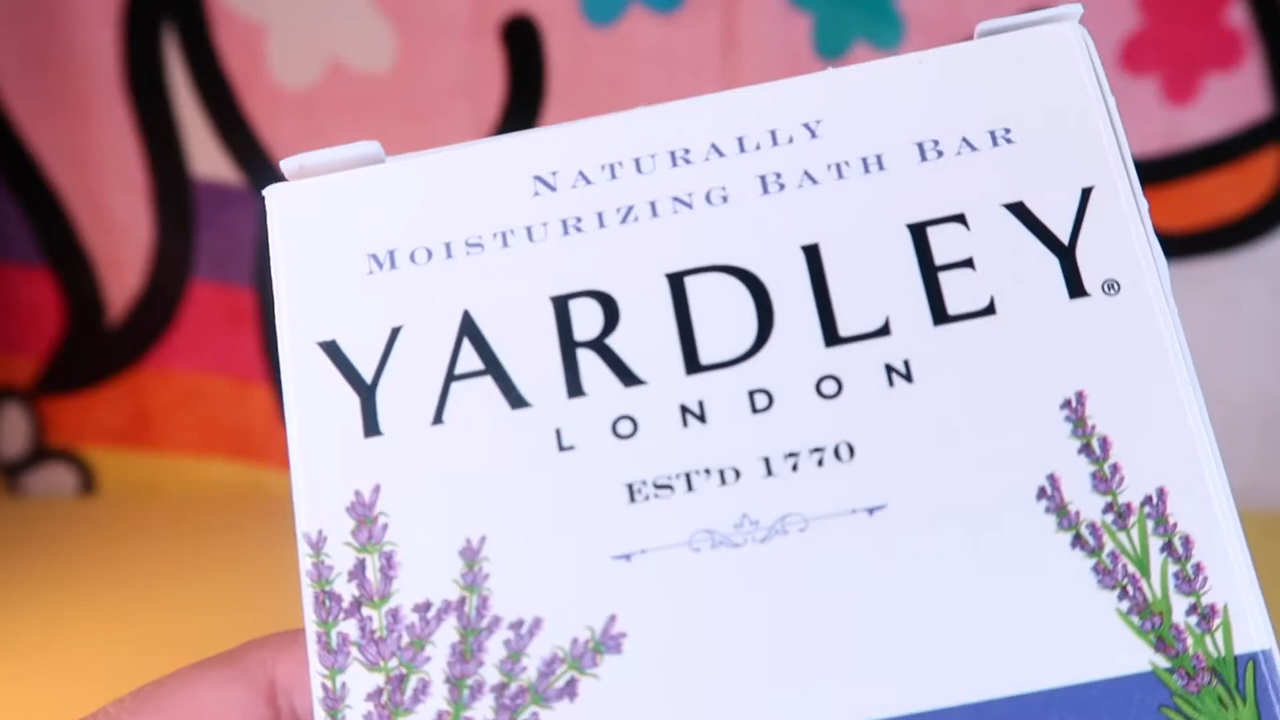 NATURALLY
MOISTURIZING BATH BAR
YARDLEY®
LONDON
EST'D 1770